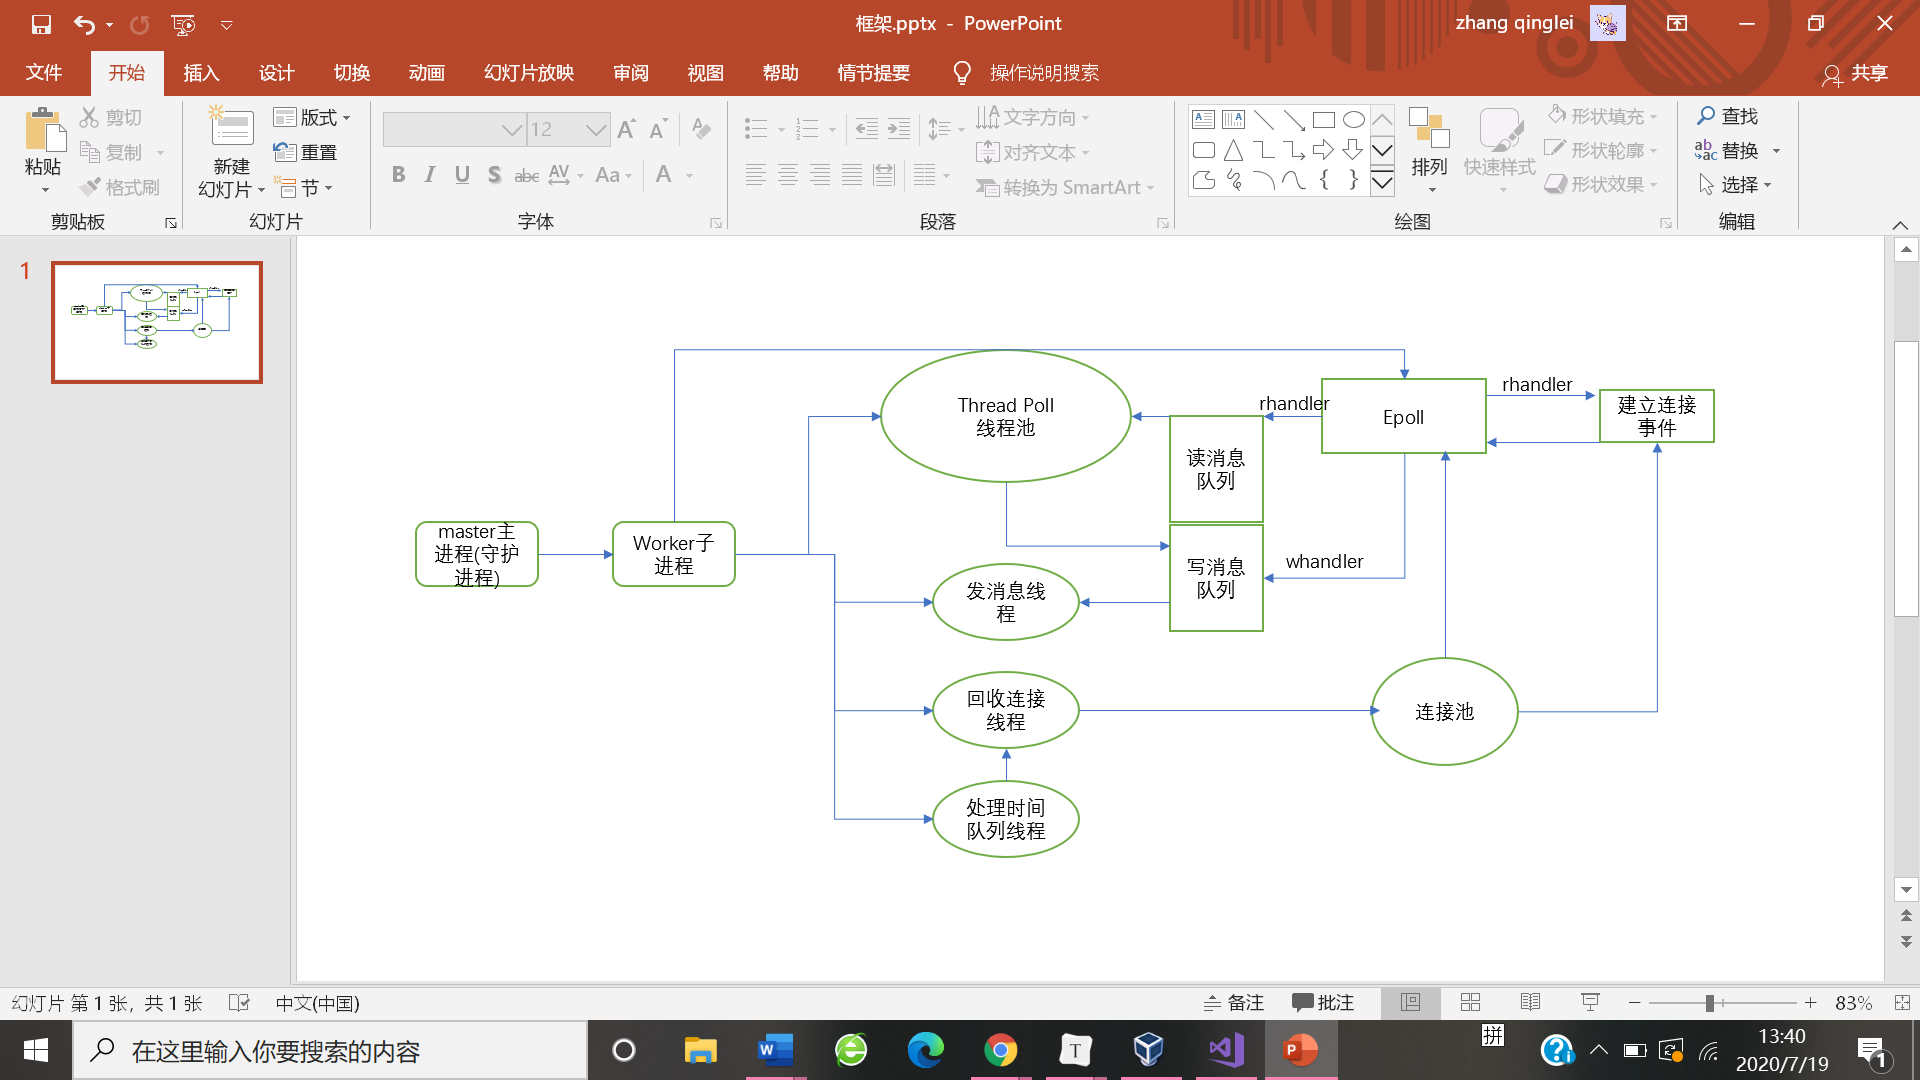 框架.pptx - PowerPoint
zhang qinglei
文件 开始 插入 设计 切换 动画 幻灯片放映 审阅 视图 帮助 情节提要 操作说明搜索 共享
粘贴
剪切
复制
格式刷
剪贴板
新建
幻灯片
版式
重置
节
幻灯片
12
B I U S abc AV Aa A
字体
文字方向
对齐文本
转换为 SmartArt
段落
排列
快速样式
形状填充
形状轮廓
形状效果
绘图
查找
替换
选择
编辑
1
master主
进程(守护
进程)
Worker子
进程
Thread Poll
线程池
发消息线
程
回收连接
线程
处理时间
队列线程
读消息
队列
写消息
队列
rhandler
whandler
Epoll
rhandler
建立连接
事件
连接池
幻灯片 第 1 张，共 1 张 中文(中国) 备注 批注 83%
在这里输入你要搜索的内容
拼
13:40
2020/7/19
1